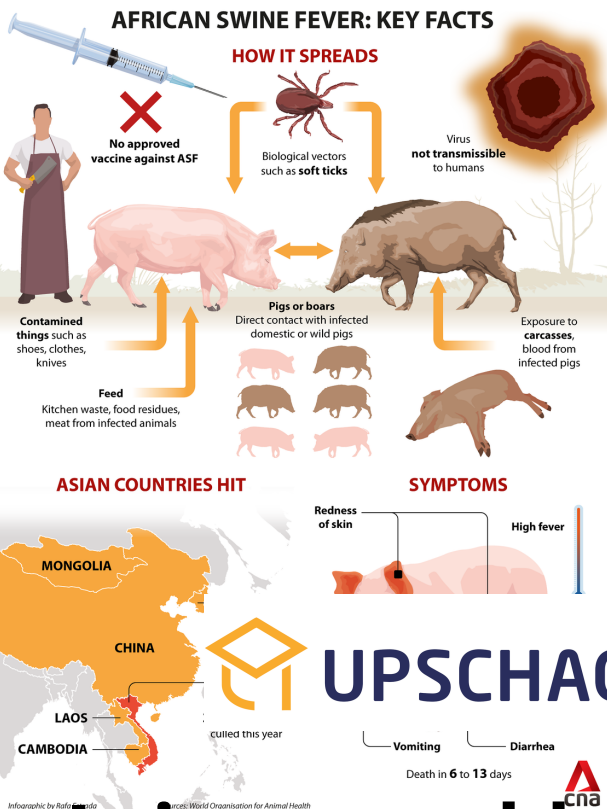 AFRICAN SWINE FEVER: KEY FACTS
HOW IT SPREADS
No approved
vaccine against ASF
Biological vectors
such as soft ticks
Virus
not transmissible
to humans
Contaminated
things such as
shoes, clothes,
knives
Feed
Kitchen waste, food residues,
meat from infected animals
Pigs or boars
Direct contact with infected
domestic or wild pigs
Exposure to
carcasses,
blood from
infected pigs
ASIAN COUNTRIES HIT
MONGOLIA
CHINA
LAOS
CAMBODIA
culled this year
SYMPTOMS
Redness
of skin
High fever
UPSCHAC
Vomiting
Diarrhea
Death in 6 to 13 days
Infographic by Rafa
World Organisation for Animal Health
cna